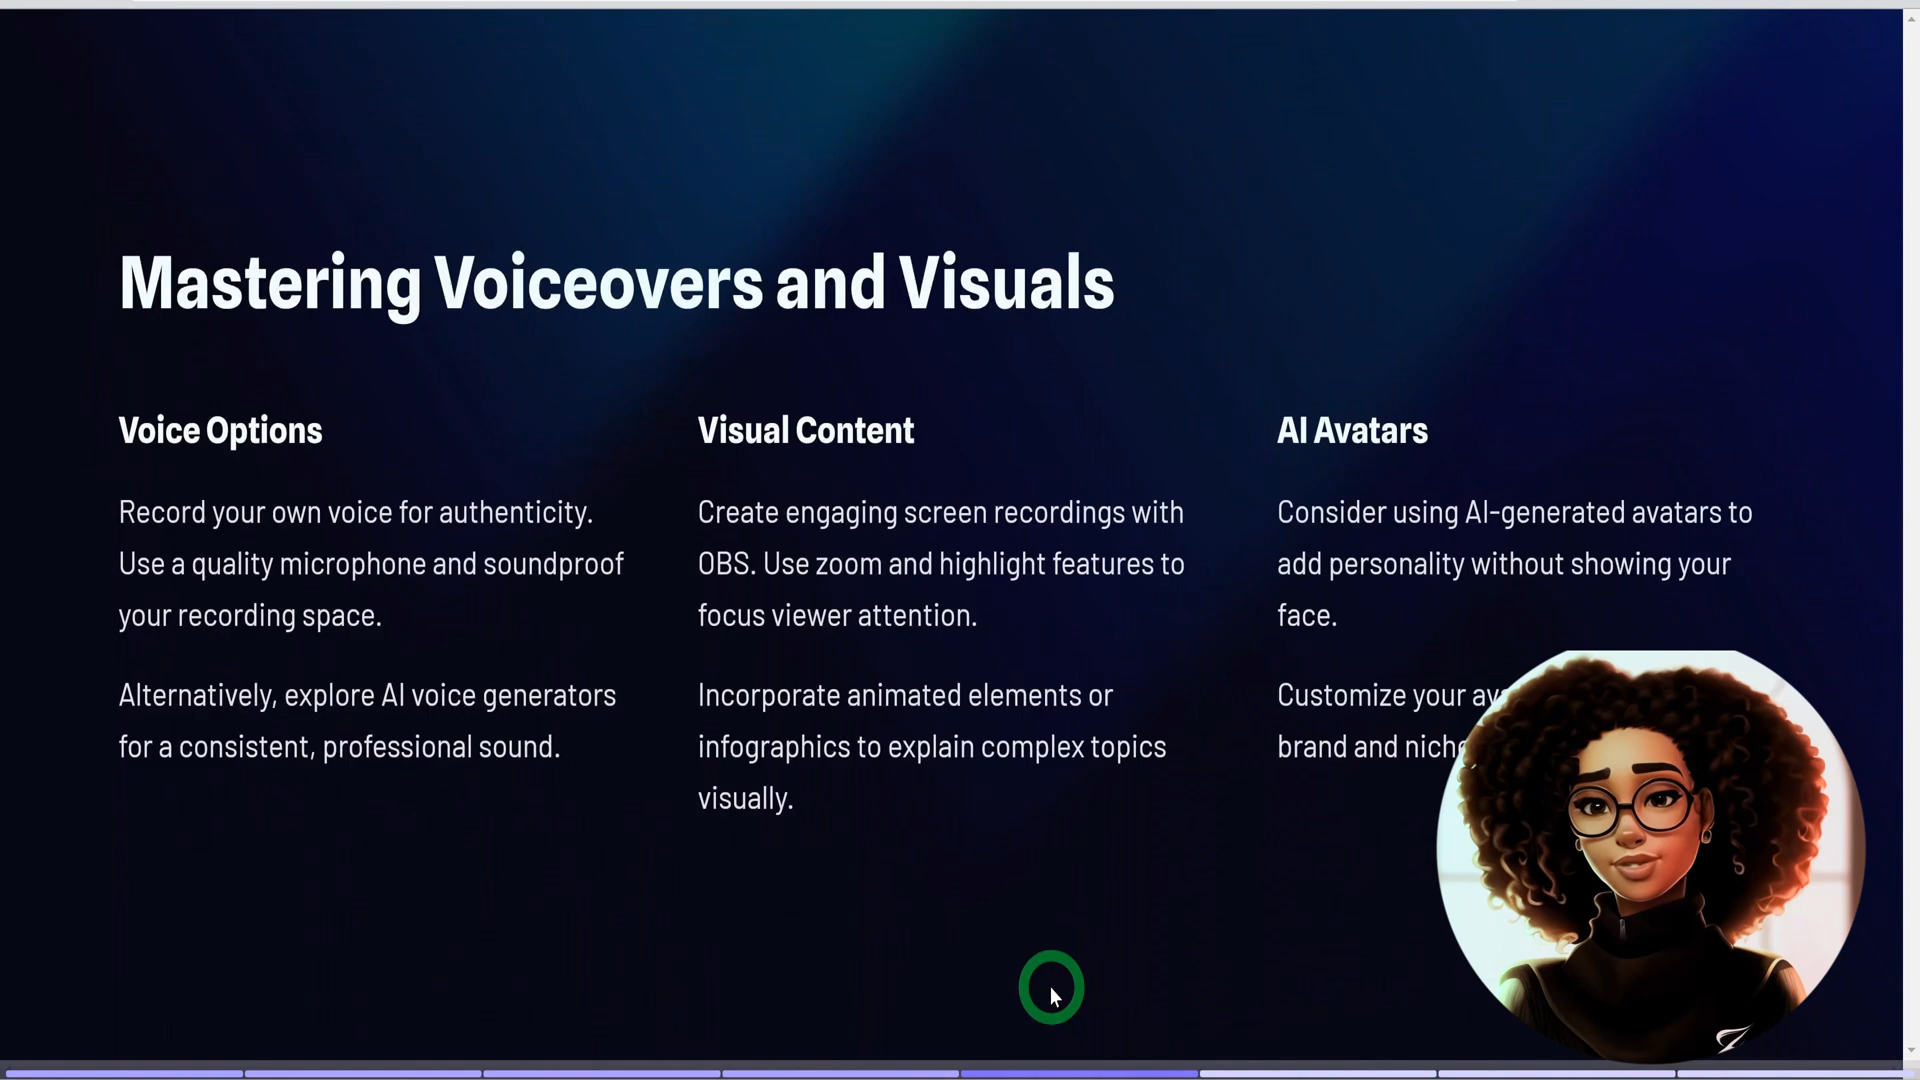 Mastering Voiceovers and Visuals
Voice Options
Record your own voice for authenticity.
Use a quality microphone and soundproof
your recording space.
Alternatively, explore AI voice generators
for a consistent, professional sound.
Visual Content
Create engaging screen recordings with
OBS. Use zoom and highlight features to
focus viewer attention.
Incorporate animated elements or
infographics to explain complex topics
visually.
AI Avatars
Consider using AI-generated avatars to
add personality without showing your
face.
Customize your
brand and